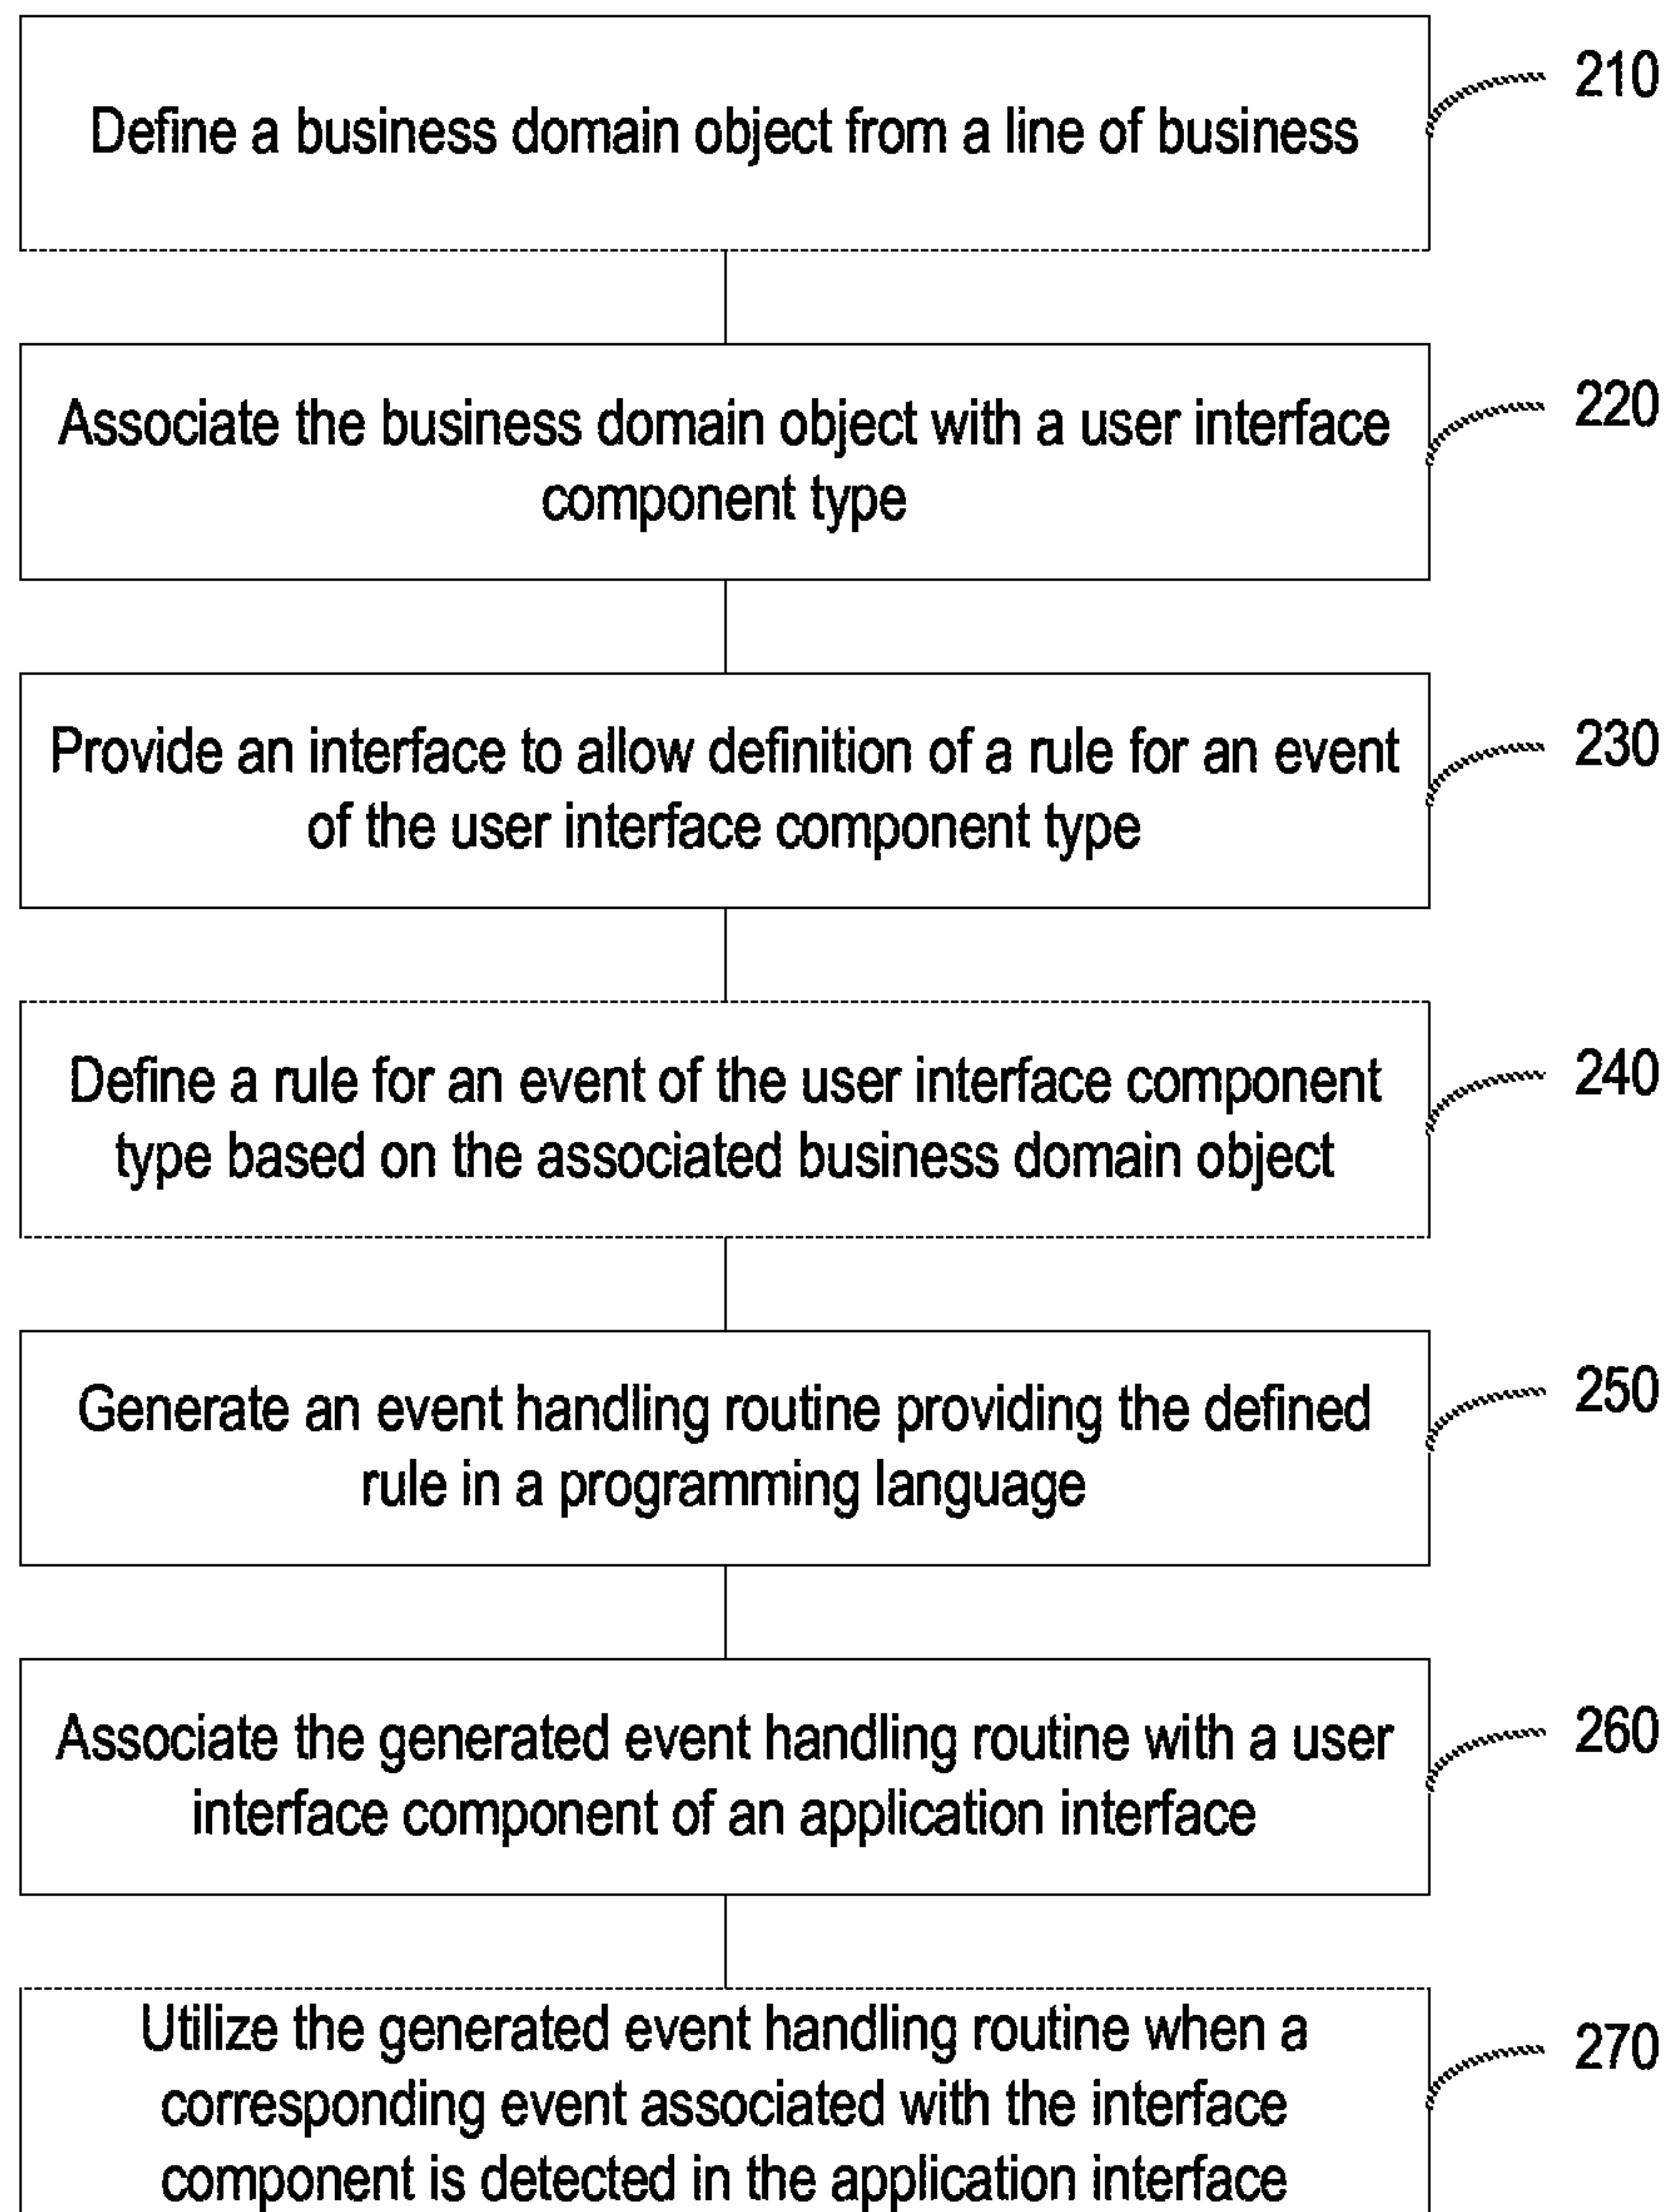 Define a business domain object from a line of business
210
Associate the business domain object with a user interface
component type
220
Provide an interface to allow definition of a rule for an event
of the user interface component type
230
Define a rule for an event of the user interface component
type based on the associated business domain object
240
Generate an event handling routine providing the defined
rule in a programming language
250
Associate the generated event handling routine with a user
interface component of an application interface
260
Utilize the generated event handling routine when a
corresponding event associated with the interface
component is detected in the application interface
270